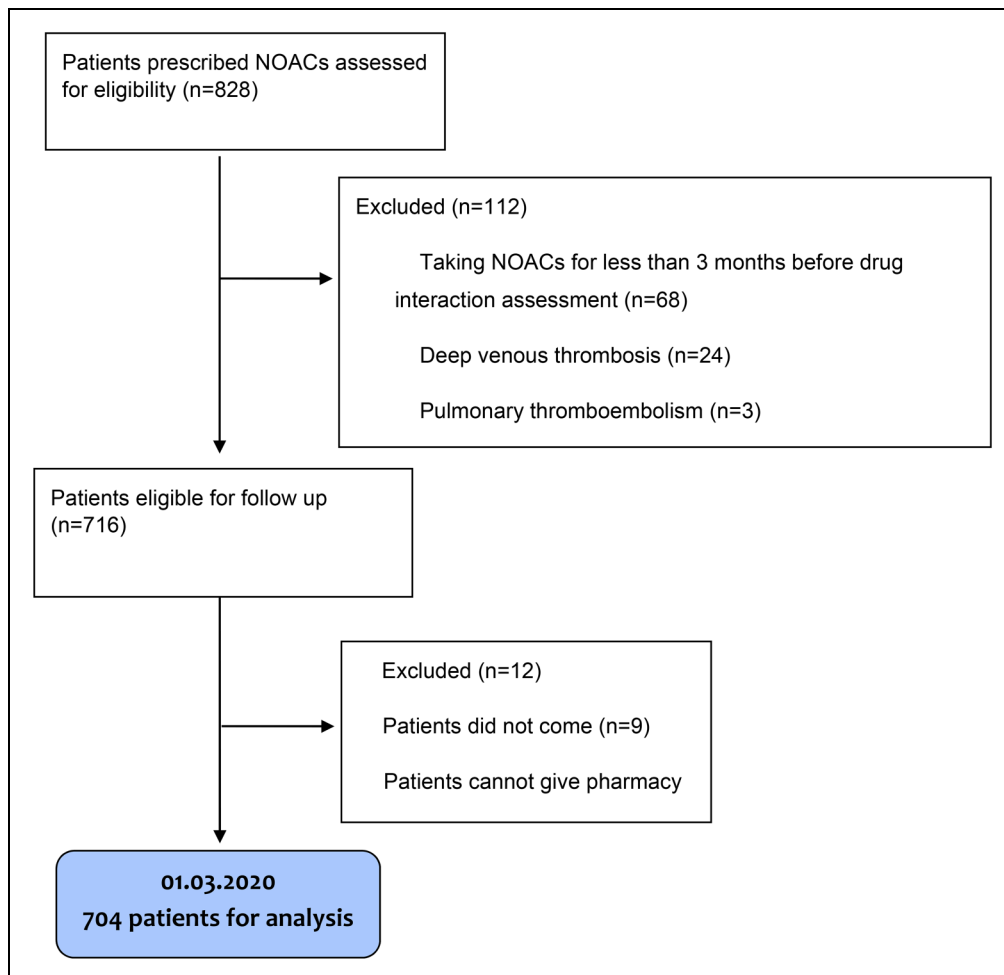 Patients prescribed NOACs assessed
for eligibility (n=828)
Excluded (n=112)
Taking NOACs for less than 3 months before drug
interaction assessment (n=68)
Deep venous thrombosis (n=24)
Pulmonary thromboembolism (n=3)
Patients eligible for follow up
(n=716)
Excluded (n=12)
Patients did not come (n=9)
Patients cannot give pharmacy
01.03.2020
704 patients for analysis